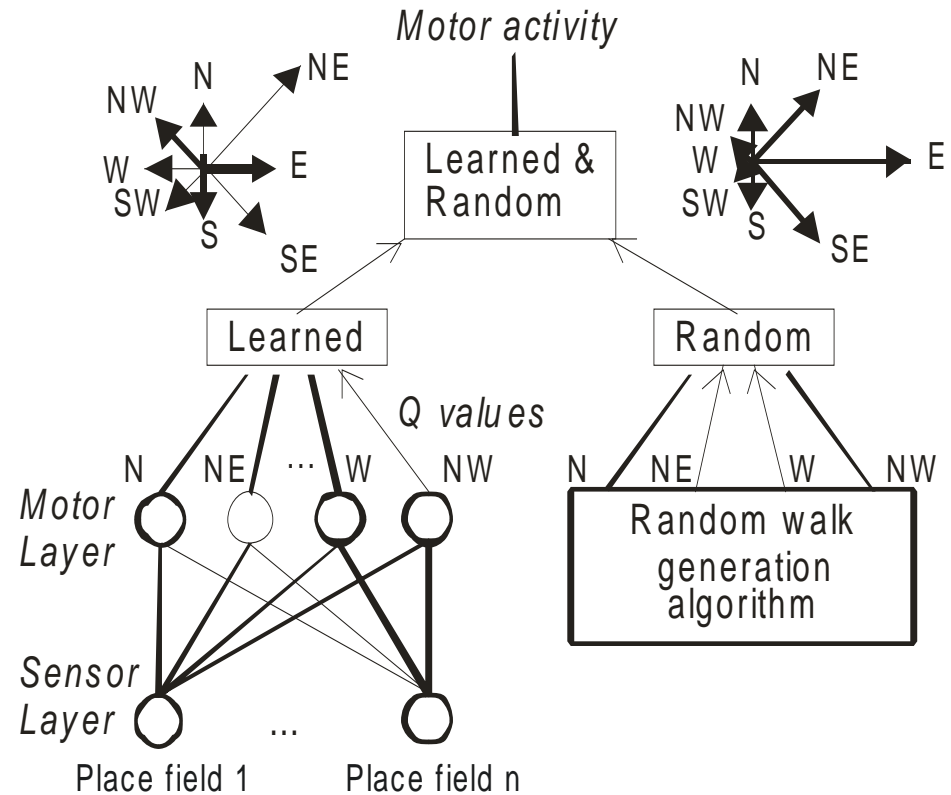 Motor activity
N
NE
NW
W
E
SW
S
SE
Learned &
Random
N
NE
NW
W
E
SW
S
SE
Learned
Random
Q values
N
NE
...
W
NW
Motor
Layer
N
NE
W
NW
Random walk
generation
algorithm
Sensor
Layer
...
Place field 1
Place field n